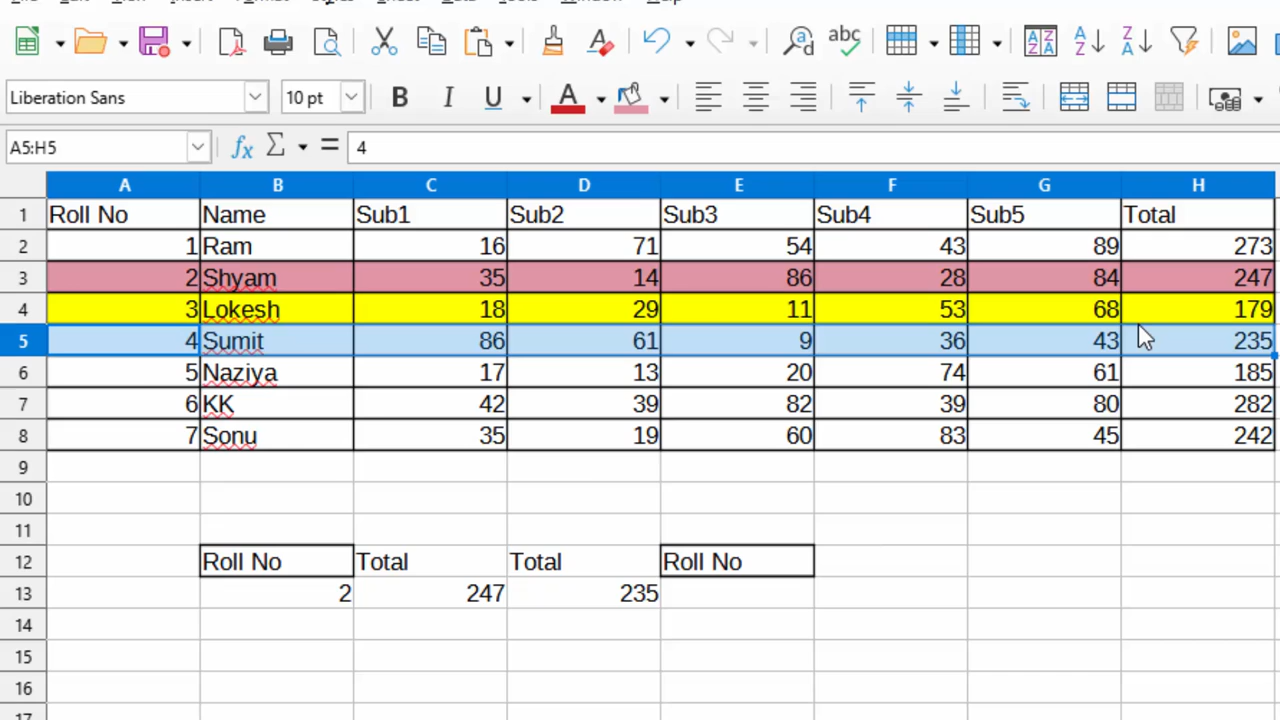 Liberation Sans 10 pt B I U A
A5:H5 fx Σ = 4
A B C D E F G H
1 Roll No Name Sub1 Sub2 Sub3 Sub4 Sub5 Total
2 1 Ram 16 71 54 43 89 273
3 2 Shyam 35 14 86 28 84 247
4 3 Lokesh 18 29 11 53 68 179
5 4 Sumit 86 61 9 36 43 235
6 5 Naziya 17 13 20 74 61 185
7 6 KK 42 39 82 39 80 282
8 7 Sonu 35 19 60 83 45 242
9
10
11
12 Roll No Total Total Roll No
13 2 247 235
14
15
16
17